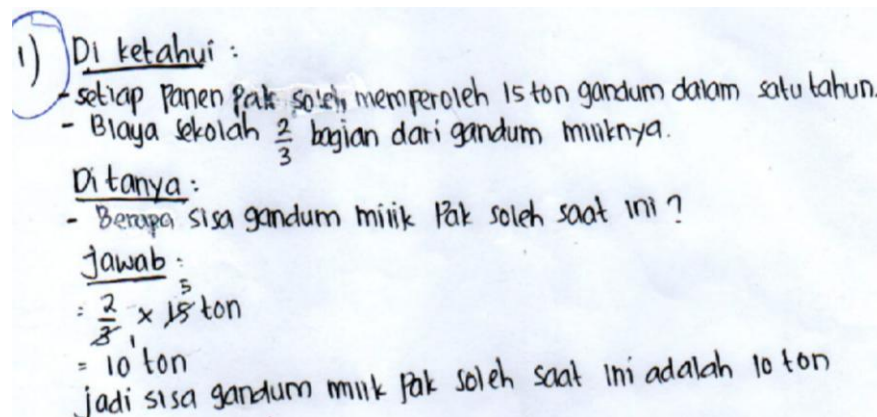 1) Di ketahui :
- setiap Panen Pak Soleh memperoleh 15 ton gandum dalam satu tahun.
- Biaya sekolah 2/3 bagian dari gandum miliknya.
Di tanya :
- Berapa sisa gandum milik Pak soleh saat ini ?
Jawab :
= 2/3 x 15 ton
5
1
= 10 ton
jadi sisa gandum milik Pak soleh saat ini adalah 10 ton